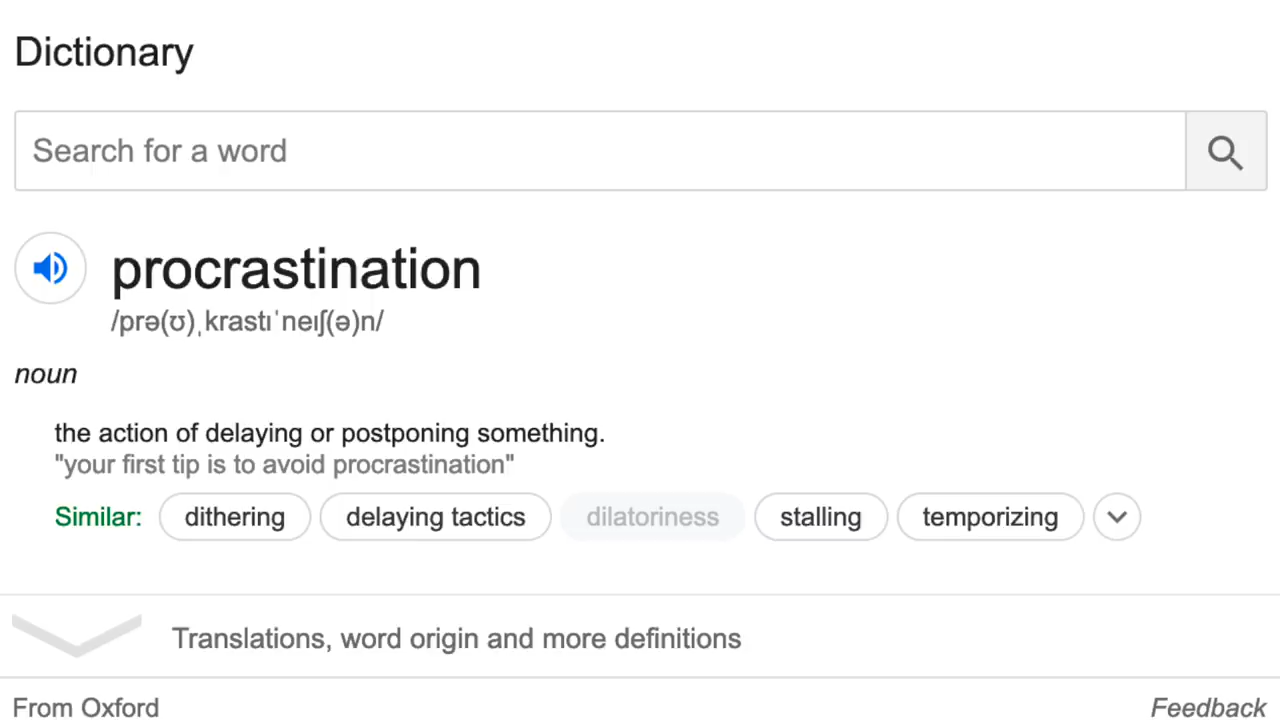 Dictionary
Search for a word
procrastination
/prə(ʊ)ˌkrastɪˈneɪʃ(ə)n/
noun
the action of delaying or postponing something.
"your first tip is to avoid procrastination"
Similar: dithering delaying tactics dilatoriness stalling temporizing
Translations, word origin and more definitions
From Oxford Feedback